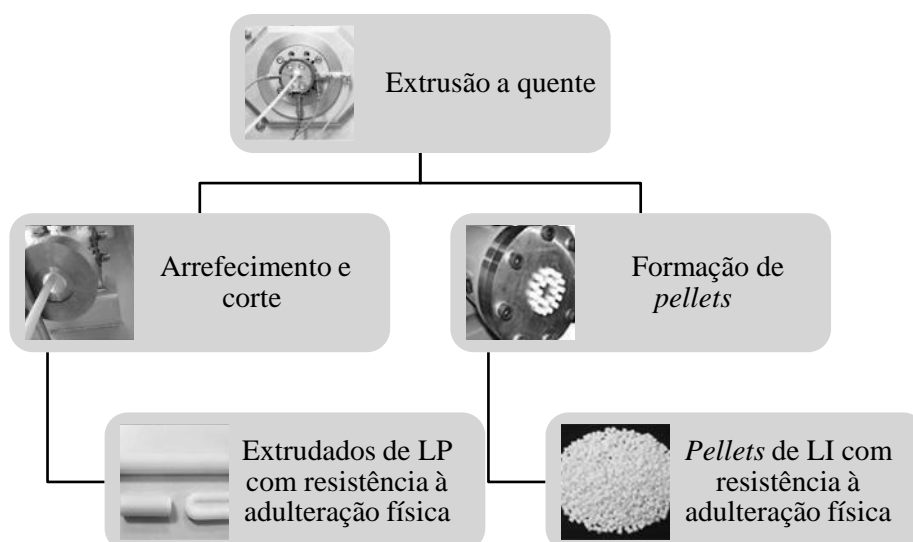 Extrusão a quente
Arrefecimento e
corte
Formação de
pellets
Extrudados de LP
com resistência à
adulteração física
Pellets de LI com
resistência à
adulteração física